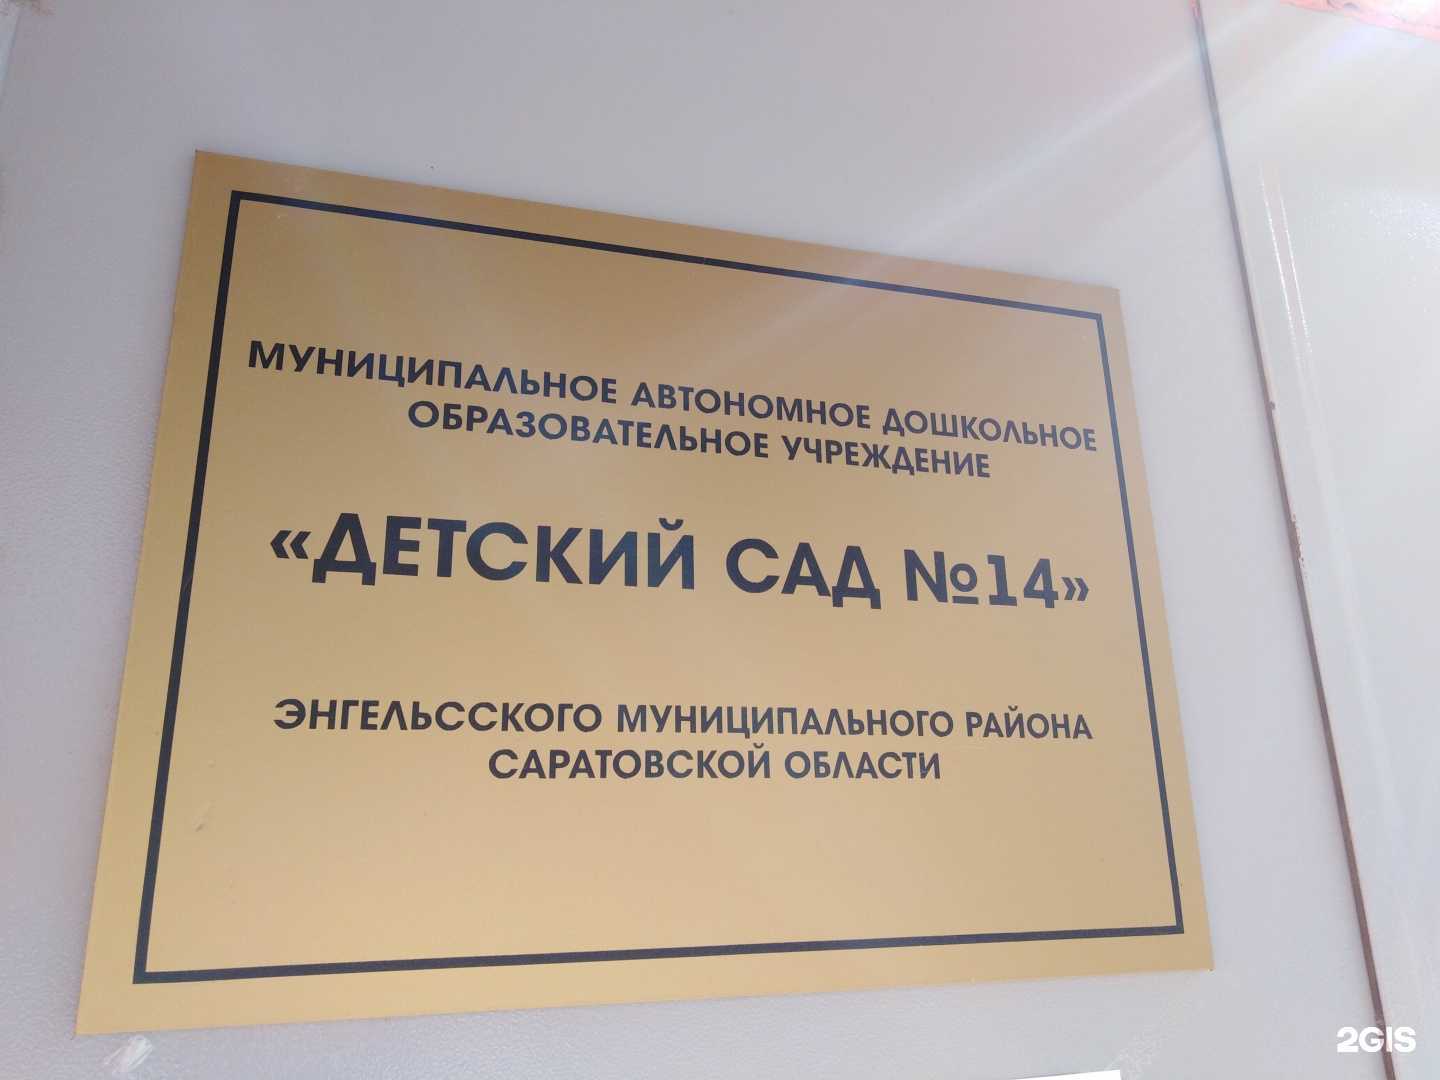 МУНИЦИПАЛЬНОЕ АВТОНОМНОЕ ДОШКОЛЬНОЕ
ОБРАЗОВАТЕЛЬНОЕ УЧРЕЖДЕНИЕ
«ДЕТСКИЙ САД №14»
ЭНГЕЛЬССКОГО МУНИЦИПАЛЬНОГО РАЙОНА
САРАТОВСКОЙ ОБЛАСТИ
2GIS